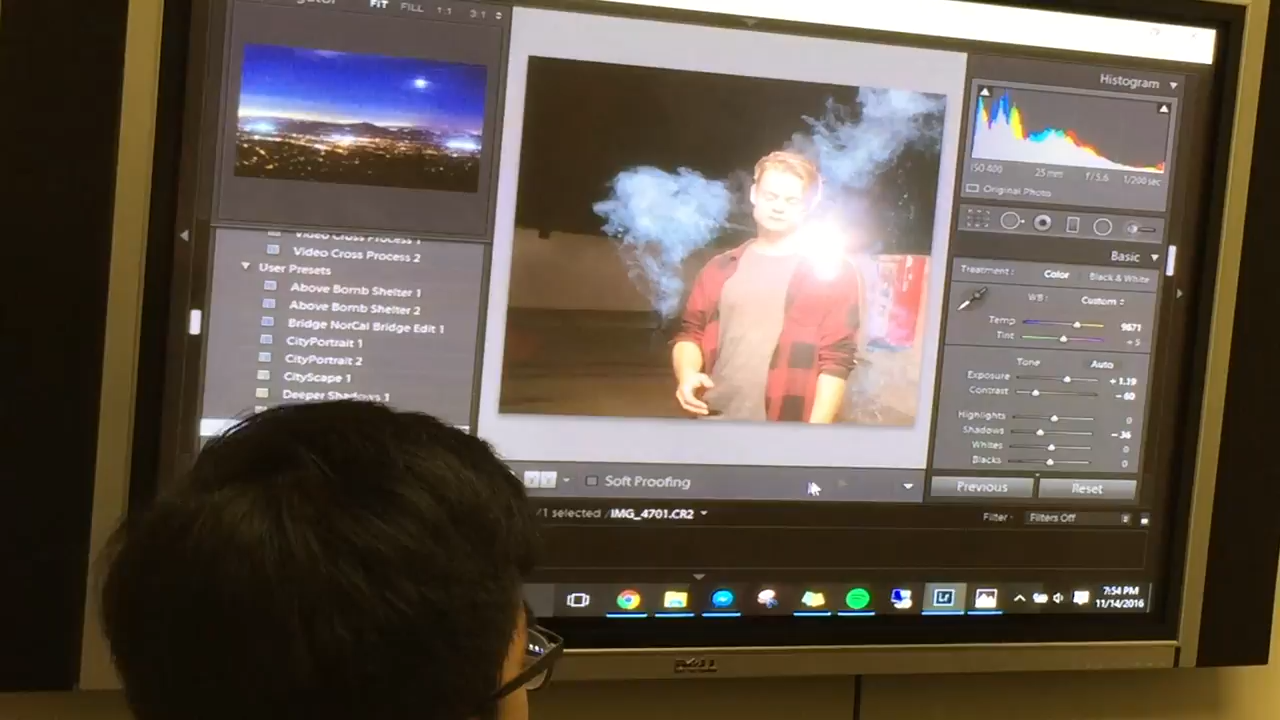 FIT FILL 1:1 3:1
Video Cross Process 1
Video Cross Process 2
User Presets
Above Bomb Shelter 1
Above Bomb Shelter 2
Bridge NorCal Bridge Edit 1
CityPortrait 1
CityPortrait 2
CityScape 1
Deeper Shadows 1
Soft Proofing
/1 selected /IMG_4701.CR2
Histogram
ISO 400 25 mm f/5.6 1/200 sec
Original Photo
Basic
Treatment: Color Black & White
WB: Custom
Temp 9671
Tint + 5
Tone Auto
Exposure + 1.19
Contrast - 60
Highlights 0
Shadows - 36
Whites 0
Blacks 0
Previous Reset
Filter: Filters Off
Lr
7:54 PM
11/14/2016
DELL